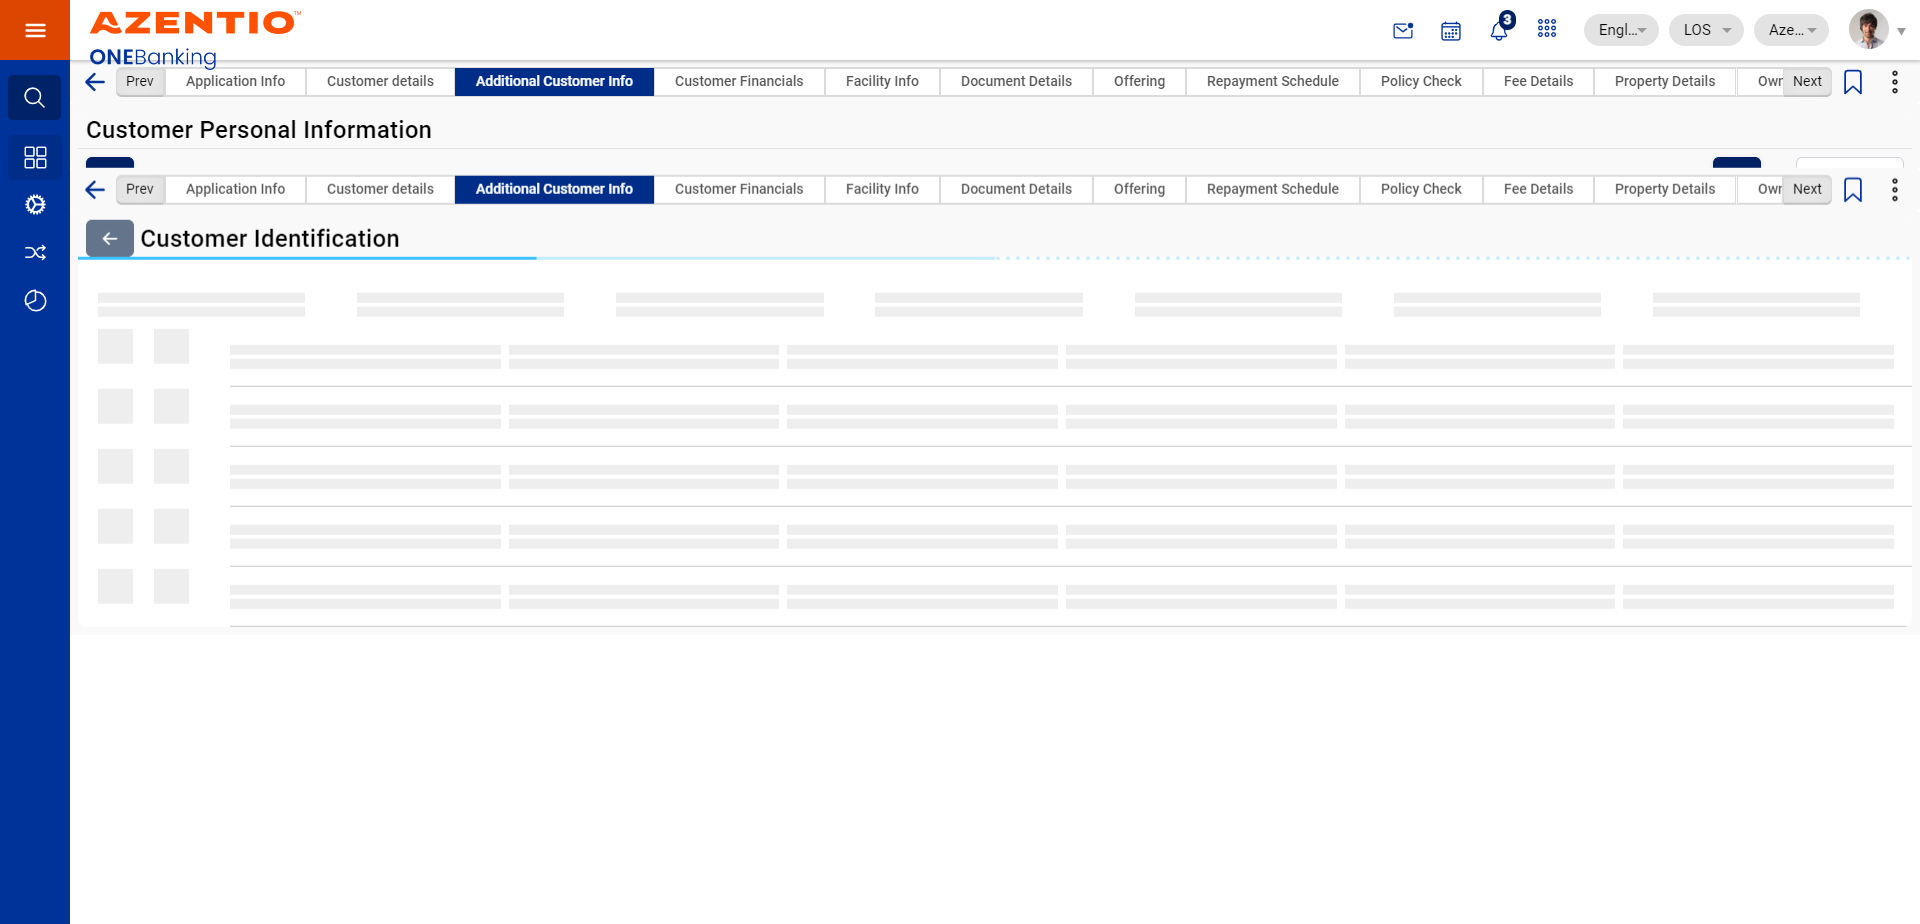 AZENTIO™
ONEBanking
3
Engl...
LOS
Aze...
Prev Application Info Customer details Additional Customer Info Customer Financials Facility Info Document Details Offering Repayment Schedule Policy Check Fee Details Property Details Owr Next
Customer Personal Information
Prev Application Info Customer details Additional Customer Info Customer Financials Facility Info Document Details Offering Repayment Schedule Policy Check Fee Details Property Details Owr Next
Customer Identification